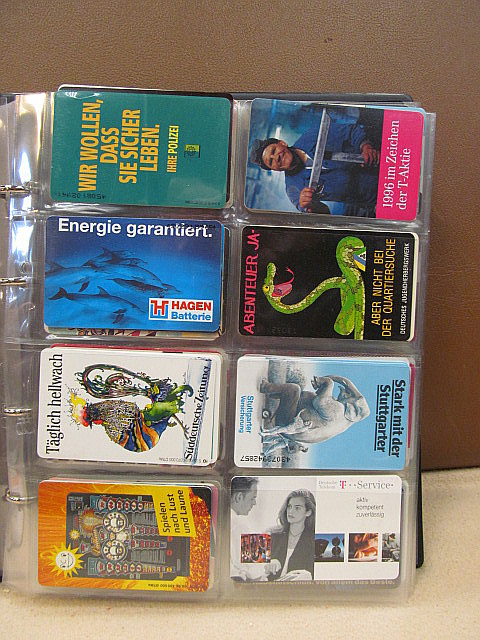 WIR WOLLEN,
DASS
SIE SICHER
LEBEN.
IHRE POLIZEI
1996 im Zeichen
der T-Aktie
Energie garantiert.
HAGEN
Batterie
ABENTEUER JA-
ABER NICHT BEI
DER QUARTIERSUCHE
DEUTSCHES JUGENDHERBERGSWERK
Täglich hellwach
Süddeutsche Zeitung
Stark mit der
Stuttgarter
Stuttgarter
Versicherung
43073942857
Spielen
nach Lust
und Laune
Deutsche
Telekom
T · · Service ·
aktiv
kompetent
zuverlässig